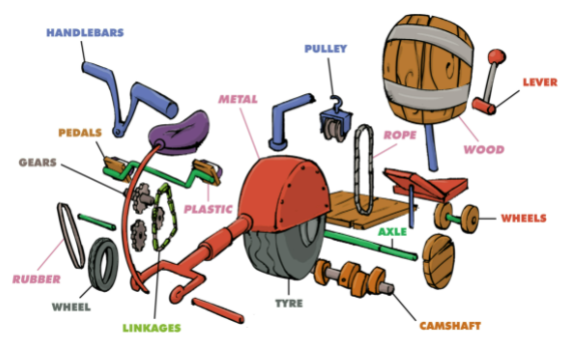 HANDLEBARS
PULLEY
LEVER
METAL
PEDALS
ROPE
WOOD
GEARS
PLASTIC
WHEELS
AXLE
RUBBER
WHEEL
TYRE
LINKAGES
CAMSHAFT